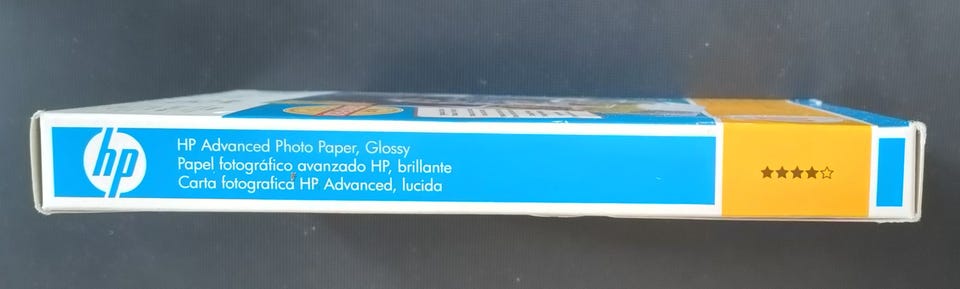 hp
HP Advanced Photo Paper, Glossy
Papel fotográfico avanzado HP, brillante
Carta fotografica HP Advanced, lucida